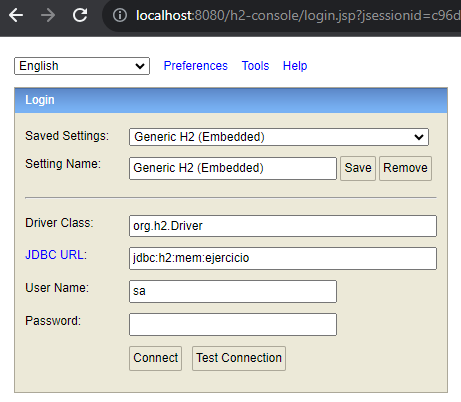 localhost:8080/h2-console/login.jsp?jsessionid=c96d
English Preferences Tools Help
Login
Saved Settings: Generic H2 (Embedded)
Setting Name: Generic H2 (Embedded) Save Remove
Driver Class: org.h2.Driver
JDBC URL: jdbc:h2:mem:ejercicio
User Name: sa
Password:
Connect Test Connection